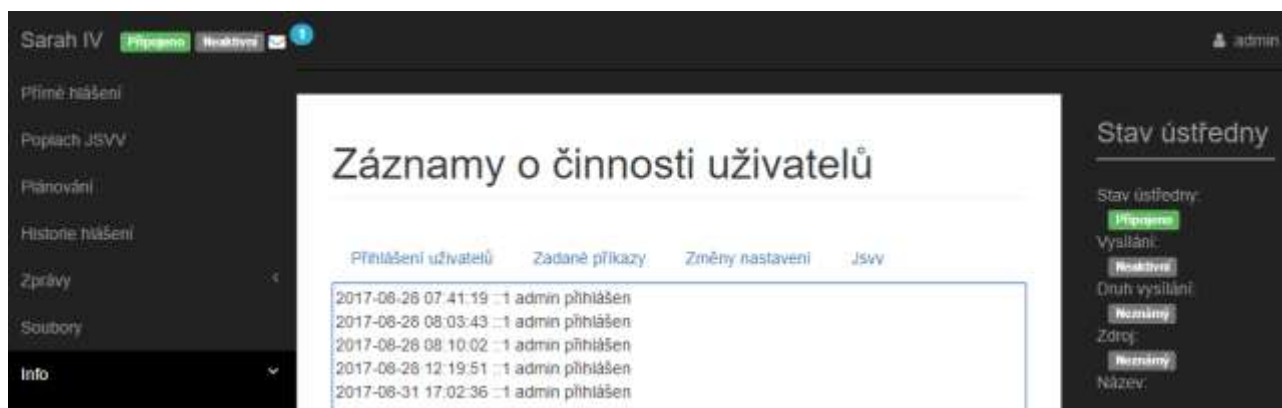 Sarah IV Připojeno Neaktivní 1
admin
Přímé hlášení
Poplach JSVV
Plánování
Historie hlášení
Zprávy
Soubory
Info
Záznamy o činnosti uživatelů
Přihlášení uživatelů Zadané příkazy Změny nastavení Jsvv
2017-08-28 07:41:19 ::1 admin přihlášen
2017-08-28 08:03:43 ::1 admin přihlášen
2017-08-28 08:10:02 ::1 admin přihlášen
2017-08-28 12:19:51 ::1 admin přihlášen
2017-08-31 17:02:36 ::1 admin přihlášen
Stav ústředny
Stav ústředny:
Připojeno
Vysílání:
Neaktivní
Druh vysílání:
Neznámý
Zdroj:
Neznámý
Název: